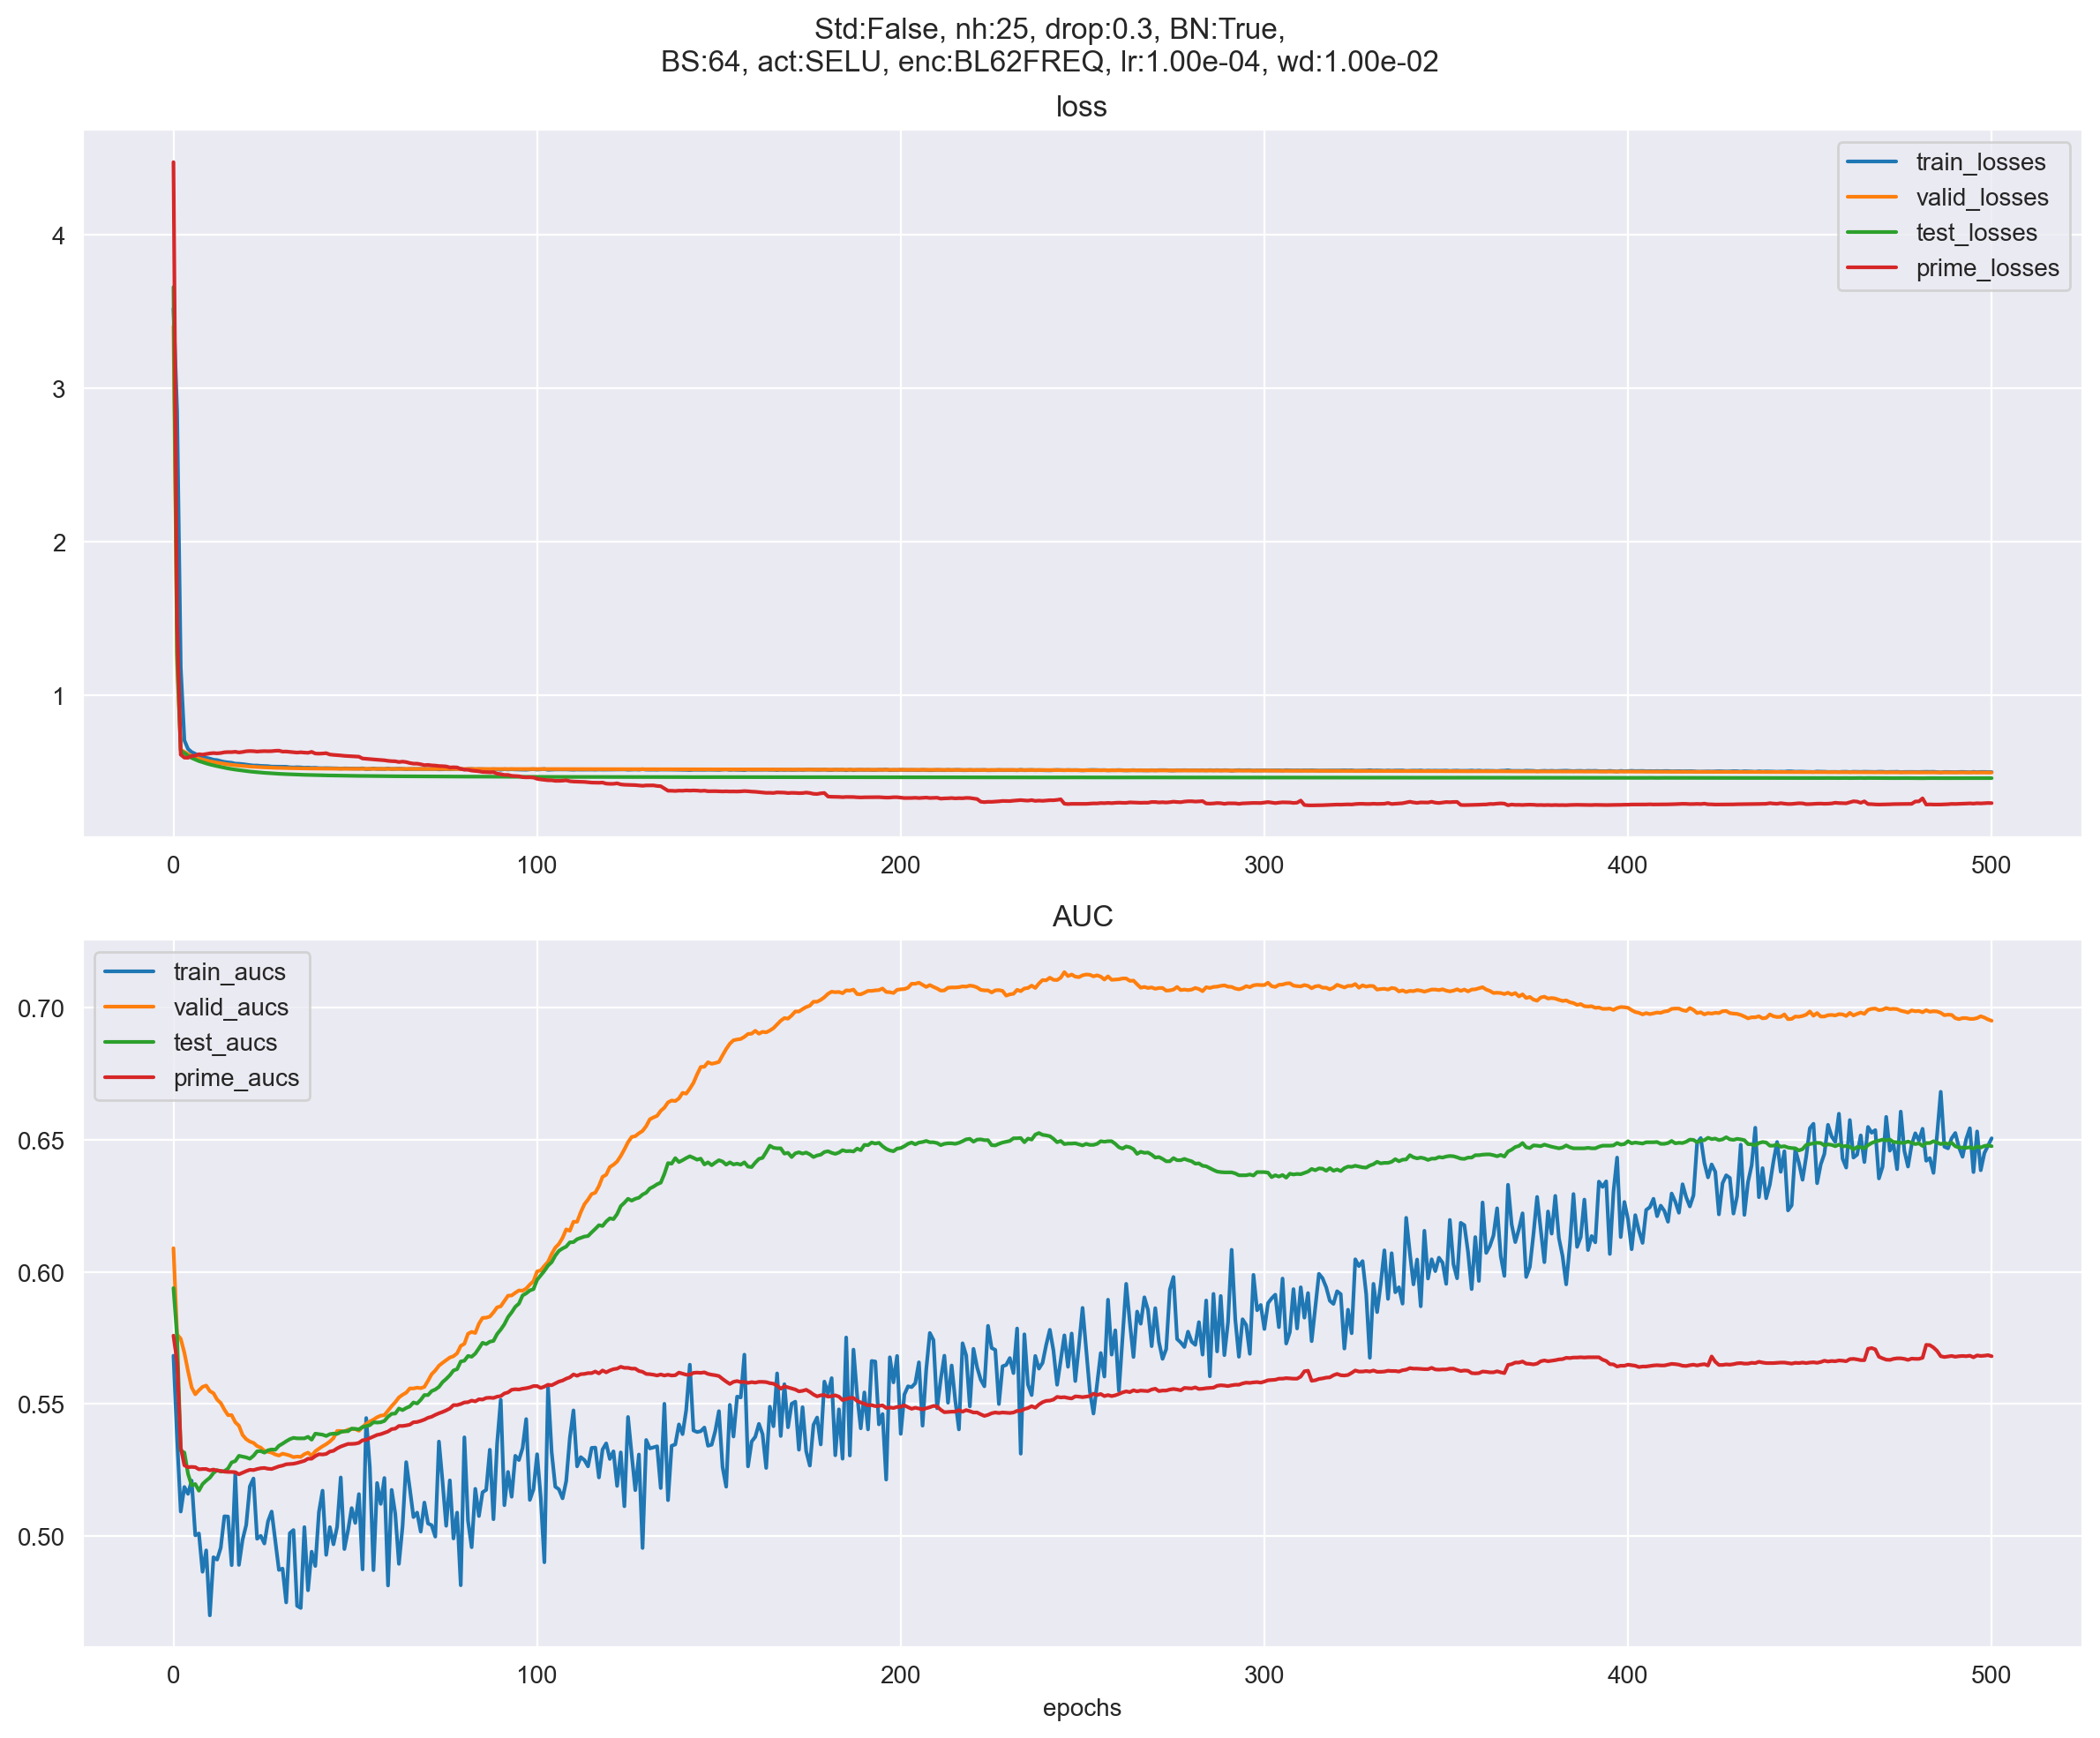 Std:False, nh:25, drop:0.3, BN:True,
BS:64, act:SELU, enc:BL62FREQ, lr:1.00e-04, wd:1.00e-02
loss
train_losses
valid_losses
test_losses
prime_losses
4
3
2
1
0 100 200 300 400 500
AUC
train_aucs
valid_aucs
test_aucs
prime_aucs
0.70
0.65
0.60
0.55
0.50
0 100 200 300 400 500
epochs